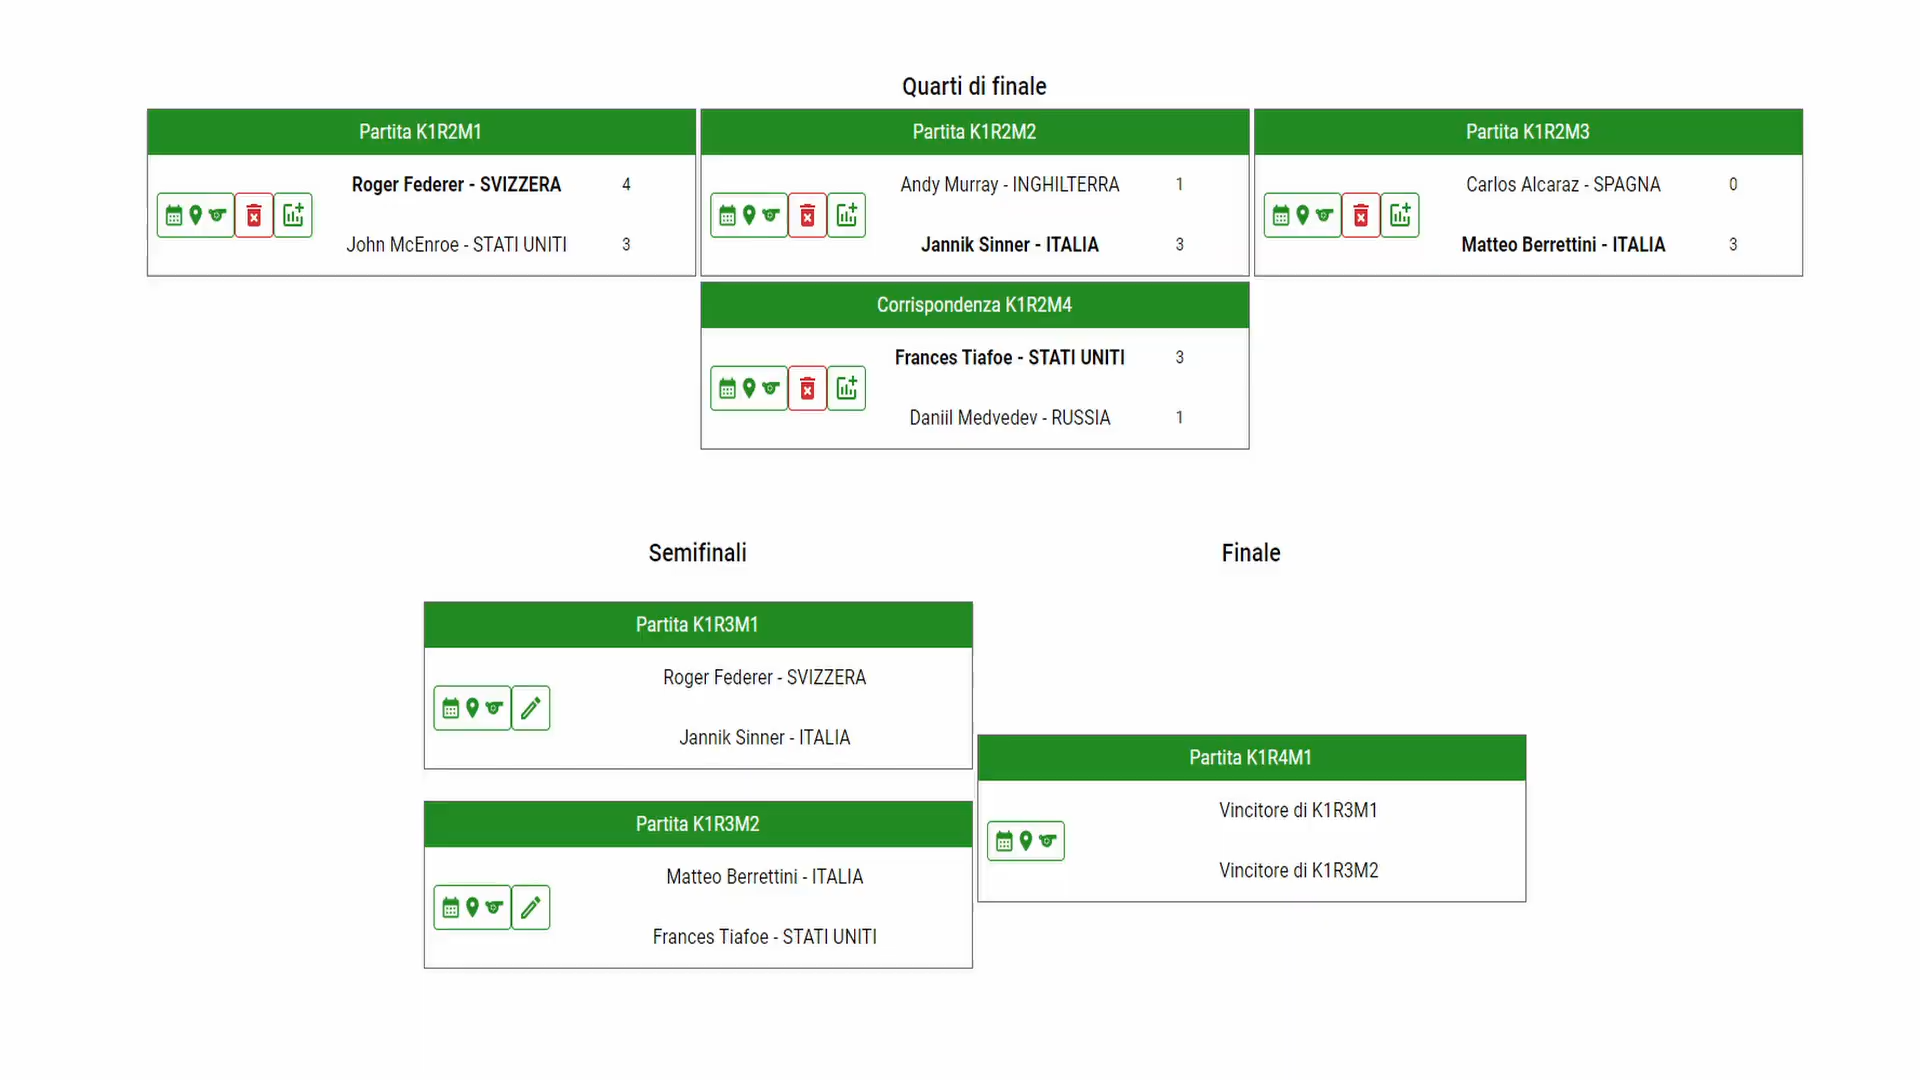 Quarti di finale
Partita K1R2M1
Roger Federer - SVIZZERA 4
John McEnroe - STATI UNITI 3
Partita K1R2M2
Andy Murray - INGHILTERRA 1
Jannik Sinner - ITALIA 3
Partita K1R2M3
Carlos Alcaraz - SPAGNA 0
Matteo Berrettini - ITALIA 3
Corrispondenza K1R2M4
Frances Tiafoe - STATI UNITI 3
Daniil Medvedev - RUSSIA 1
Semifinali
Partita K1R3M1
Roger Federer - SVIZZERA
Jannik Sinner - ITALIA
Partita K1R3M2
Matteo Berrettini - ITALIA
Frances Tiafoe - STATI UNITI
Finale
Partita K1R4M1
Vincitore di K1R3M1
Vincitore di K1R3M2